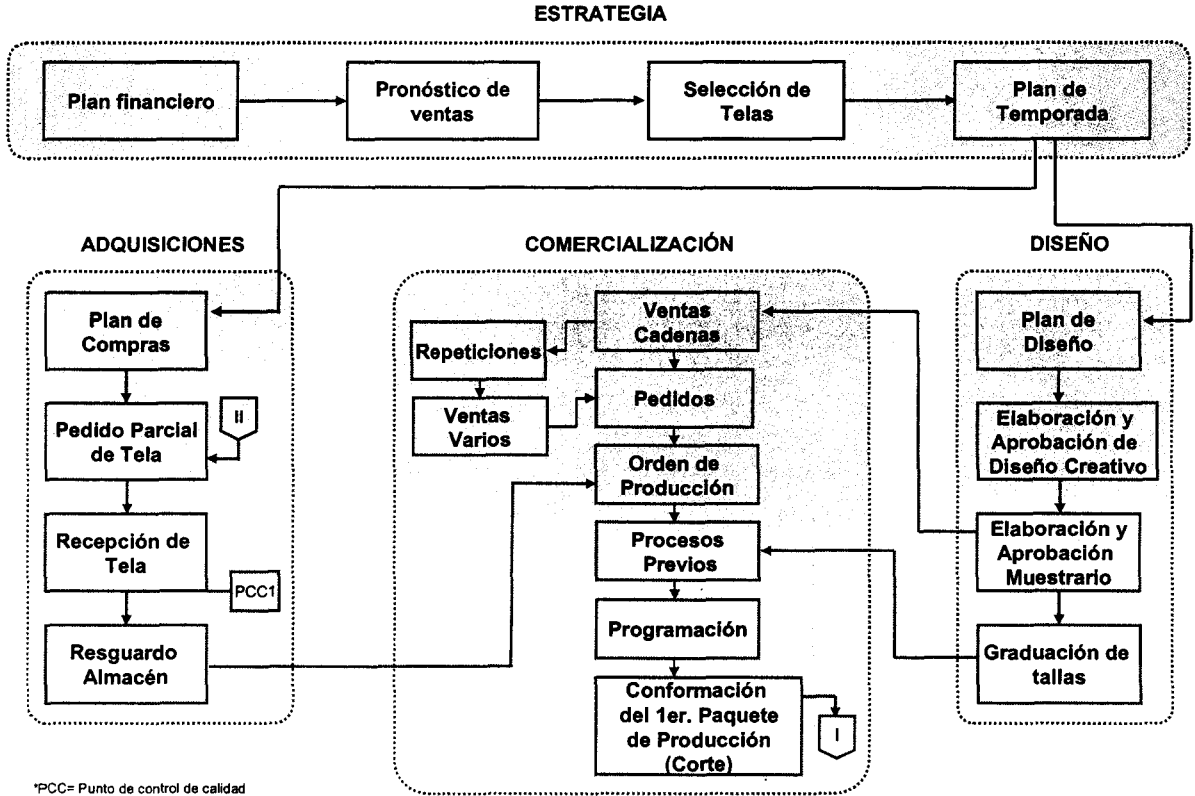 ESTRATEGIA
Plan financiero
Pronóstico de
ventas
Selección de
Telas
Plan de
Temporada
ADQUISICIONES
Plan de
Compras
Pedido Parcial
de Tela
II
Recepción de
Tela
PCC1
Resguardo
Almacén
COMERCIALIZACIÓN
Ventas
Cadenas
Repeticiones
Ventas
Varios
Pedidos
Orden de
Producción
Procesos
Previos
Programación
Conformación
del 1er. Paquete
de Producción
(Corte)
I
DISEÑO
Plan de
Diseño
Elaboración y
Aprobación de
Diseño Creativo
Elaboración y
Aprobación
Muestrario
Graduación de
tallas
*PCC= Punto de control de calidad